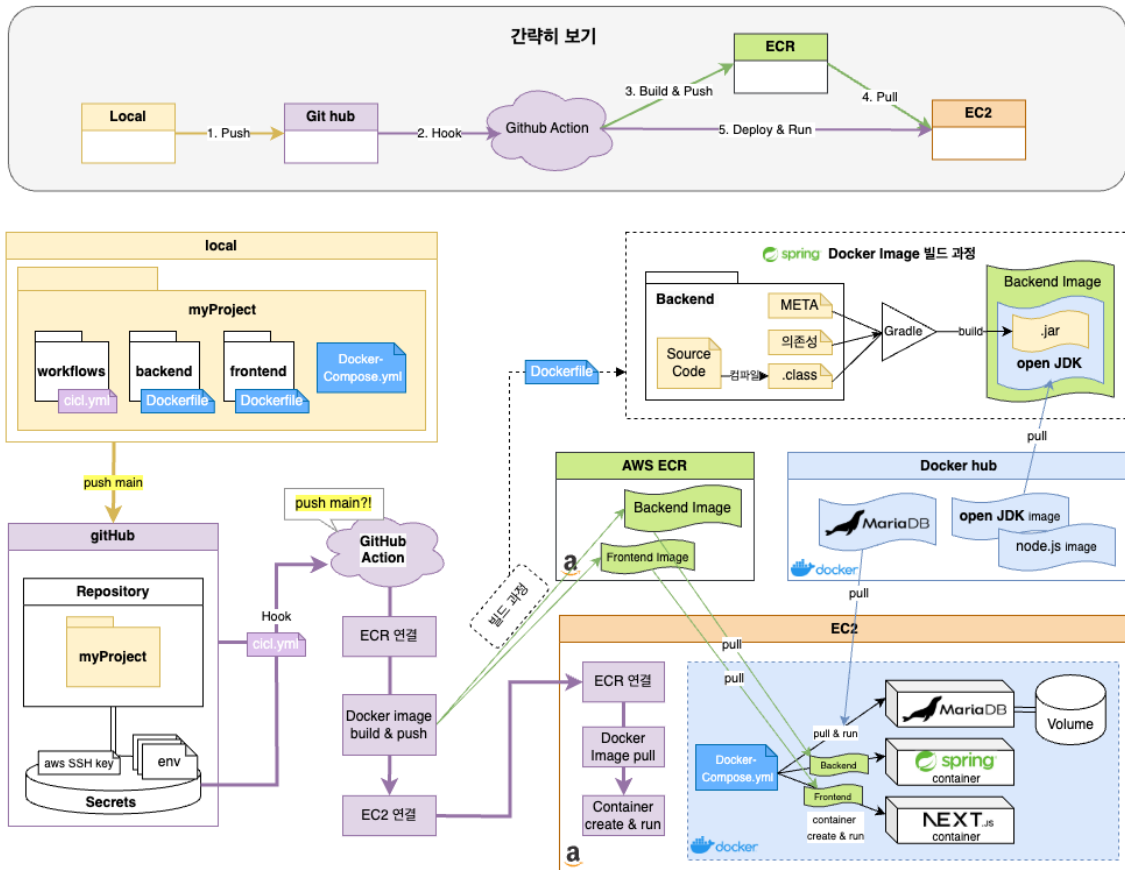 간략히 보기
ECR
Local
1. Push
Git hub
2. Hook
Github Action
3. Build & Push
4. Pull
5. Deploy & Run
EC2
local
myProject
workflows
cicl.yml
backend
Dockerfile
frontend
Dockerfile
Docker-
Compose.yml
push main
spring
Docker Image 빌드 과정
Backend
META
의존성
Source
Code
컴파일
.class
Gradle
build
Backend Image
.jar
open JDK
Dockerfile
pull
gitHub
Repository
myProject
aws SSH key
env
Secrets
Hook
cicl.yml
push main?!
GitHub
Action
ECR 연결
Docker image
build & push
EC2 연결
빌드 과정
AWS ECR
Backend Image
Frontend Image
a
Docker hub
MariaDB
open JDK image
node.js image
docker
pull
pull
pull
EC2
ECR 연결
Docker
Image pull
Container
create & run
a
Docker-
Compose.yml
pull & run
Backend
Frontend
container
create & run
MariaDB
Volume
spring
container
NEXT.JS
container
docker